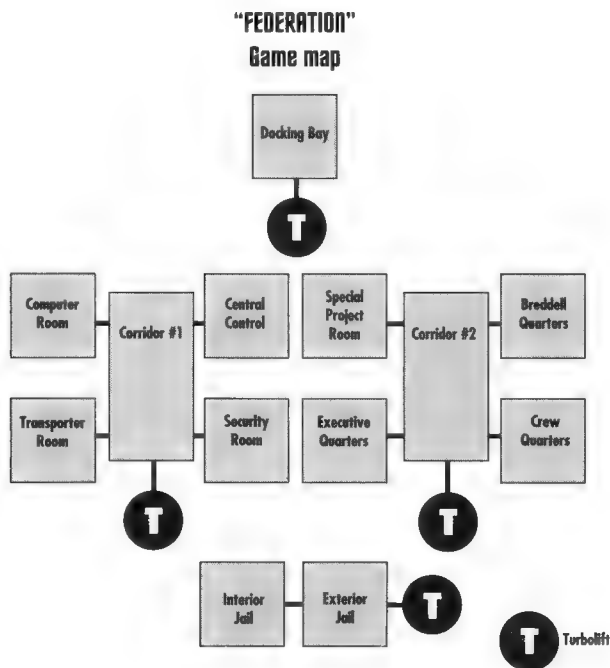 “FEDERATION”
Game map
Docking Bay
T
Computer
Room
Corridor #1
Central
Control
Special
Project
Room
Corridor #2
Breddell
Quarters
Transporter
Room
Security
Room
Executive
Quarters
Crew
Quarters
T
T
Interior
Jail
Exterior
Jail
T
T
Turbolift